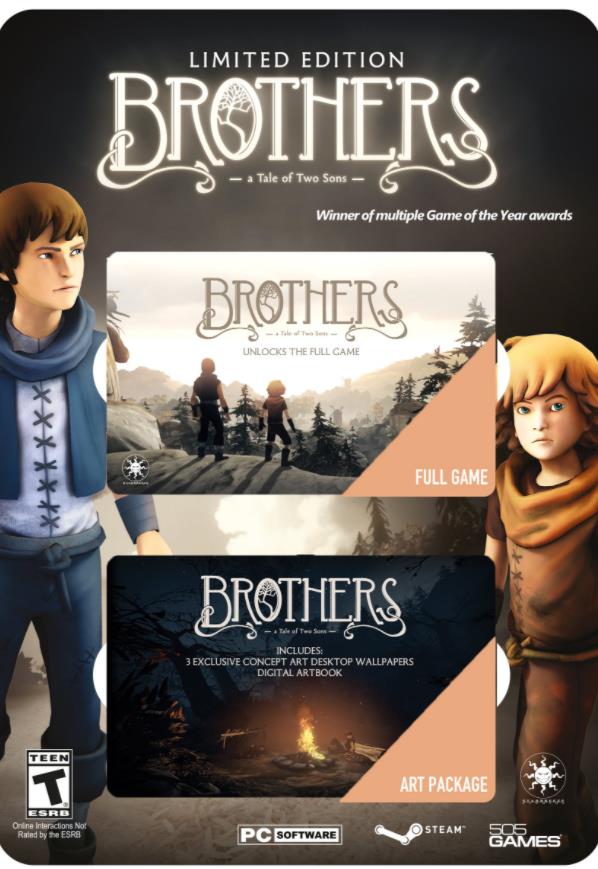 LIMITED EDITION
BROTHERS
a Tale of Two Sons
Winner of multiple Game of the Year awards
BROTHERS
a Tale of Two Sons
UNLOCKS THE FULL GAME
FULL GAME
BROTHERS
a Tale of Two Sons
INCLUDES:
3 EXCLUSIVE CONCEPT ART DESKTOP WALLPAPERS
DIGITAL ARTBOOK
ART PACKAGE
TEEN
T
ESRB
Online Interactions Not
Rated by the ESRB
PC SOFTWARE
STEAM
505
GAMES
STARBREEZE